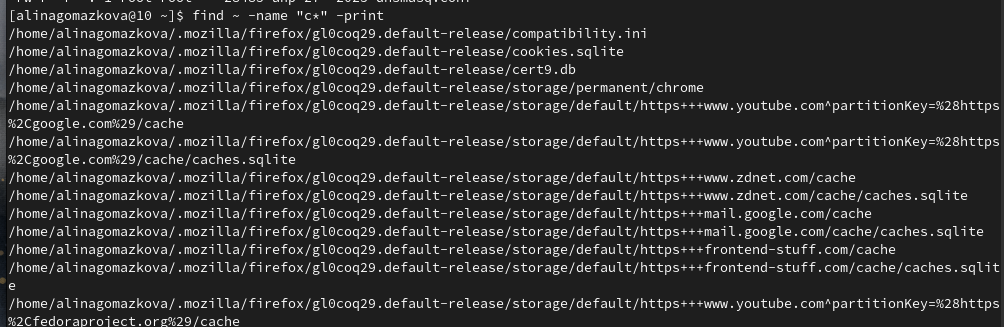 [alinagomazkova@10 ~]$ find ~ -name "c*" -print
/home/alinagomazkova/.mozilla/firefox/gl0coq29.default-release/compatibility.ini
/home/alinagomazkova/.mozilla/firefox/gl0coq29.default-release/cookies.sqlite
/home/alinagomazkova/.mozilla/firefox/gl0coq29.default-release/cert9.db
/home/alinagomazkova/.mozilla/firefox/gl0coq29.default-release/storage/permanent/chrome
/home/alinagomazkova/.mozilla/firefox/gl0coq29.default-release/storage/default/https+++www.youtube.com^partitionKey=%28https
%2Cgoogle.com%29/cache
/home/alinagomazkova/.mozilla/firefox/gl0coq29.default-release/storage/default/https+++www.youtube.com^partitionKey=%28https
%2Cgoogle.com%29/cache/caches.sqlite
/home/alinagomazkova/.mozilla/firefox/gl0coq29.default-release/storage/default/https+++www.zdnet.com/cache
/home/alinagomazkova/.mozilla/firefox/gl0coq29.default-release/storage/default/https+++www.zdnet.com/cache/caches.sqlite
/home/alinagomazkova/.mozilla/firefox/gl0coq29.default-release/storage/default/https+++mail.google.com/cache
/home/alinagomazkova/.mozilla/firefox/gl0coq29.default-release/storage/default/https+++mail.google.com/cache/caches.sqlite
/home/alinagomazkova/.mozilla/firefox/gl0coq29.default-release/storage/default/https+++frontend-stuff.com/cache
/home/alinagomazkova/.mozilla/firefox/gl0coq29.default-release/storage/default/https+++frontend-stuff.com/cache/caches.sqlit
e
/home/alinagomazkova/.mozilla/firefox/gl0coq29.default-release/storage/default/https+++www.youtube.com^partitionKey=%28https
%2Cfedoraproject.org%29/cache